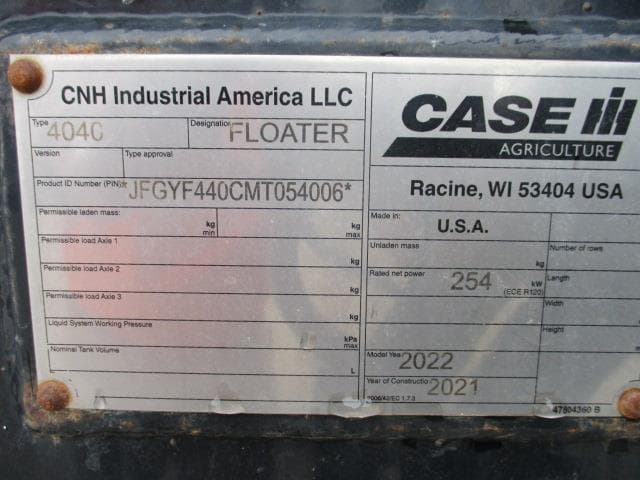 CNH Industrial America LLC
Type 4040 Designation FLOATER
Version Type approval
Product ID Number (PIN) *JFGYF440CMT054006*
Permissible laden mass: kg min kg max
Permissible load Axle 1 kg
Permissible load Axle 2 kg
Permissible load Axle 3 kg
Liquid System Working Pressure kPa max
Nominal Tank Volume L
CASE IH
AGRICULTURE
Racine, WI 53404 USA
Made in: U.S.A.
Unladen mass kg Number of rows
Rated net power 254 kW (ECE R120) Length
Width
Height
Model Year 2022
Year of Construction 2021
2006/42/EC 1.7.3 47804360 B